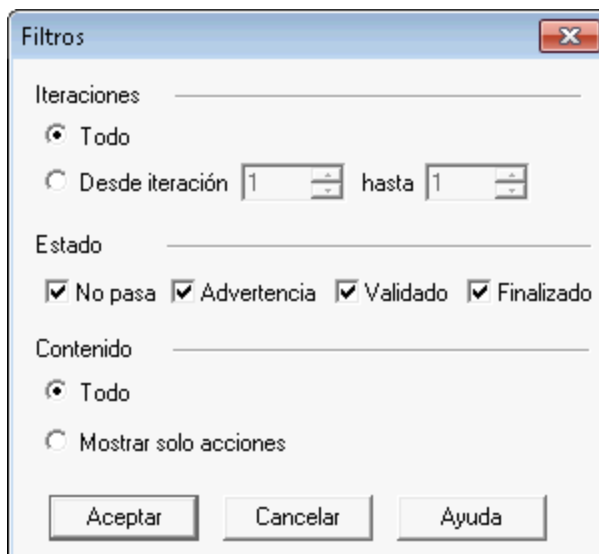 Filtros
Iteraciones
Todo
Desde iteración 1 hasta 1
Estado
No pasa Advertencia Validado Finalizado
Contenido
Todo
Mostrar solo acciones
Aceptar Cancelar Ayuda